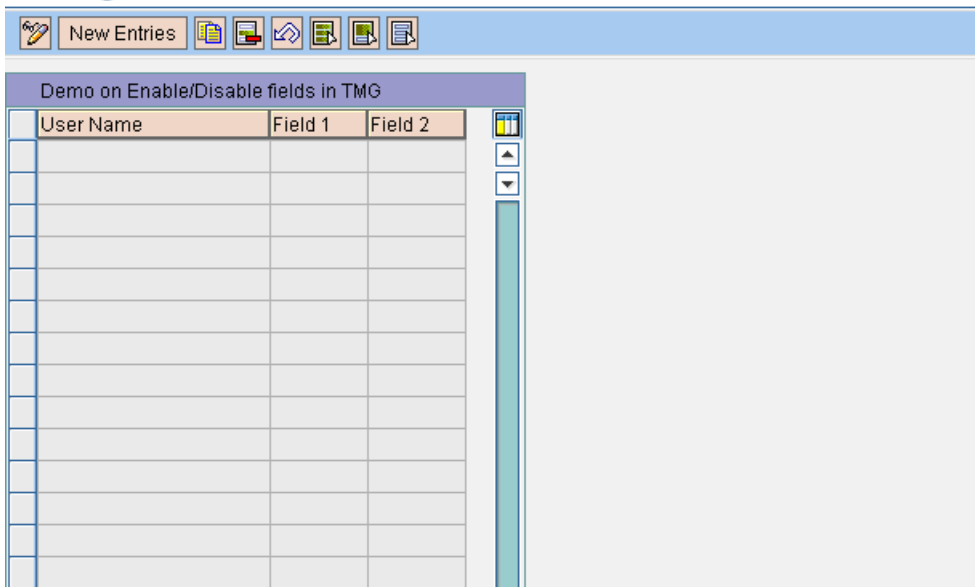 New Entries
Demo on Enable/Disable fields in TMG
User Name Field 1 Field 2